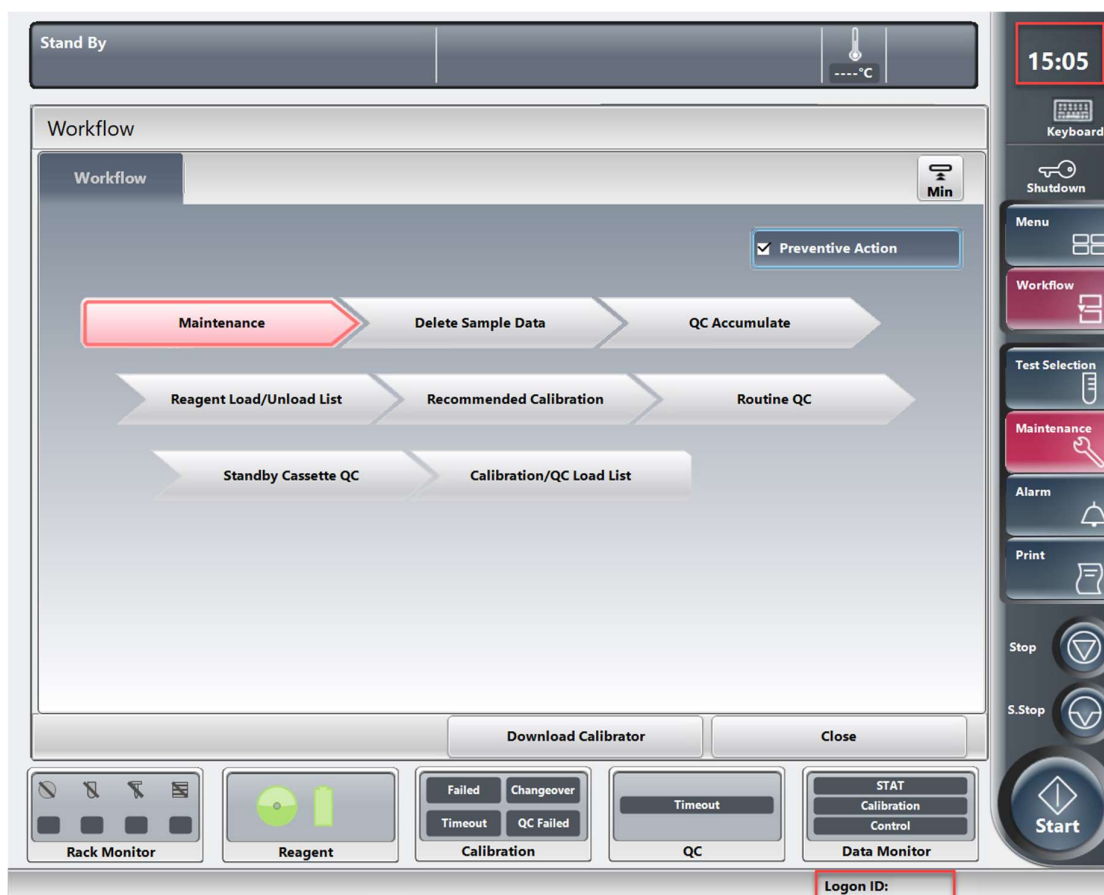 Stand By
----°C
15:05
Keyboard
Shutdown
Workflow
Workflow
Min
Preventive Action
Maintenance
Delete Sample Data
QC Accumulate
Reagent Load/Unload List
Recommended Calibration
Routine QC
Standby Cassette QC
Calibration/QC Load List
Download Calibrator
Close
Menu
Workflow
Test Selection
Maintenance
Alarm
Print
Stop
S.Stop
Start
Rack Monitor
Reagent
Failed
Changeover
Timeout
QC Failed
Calibration
Timeout
QC
STAT
Calibration
Control
Data Monitor
Logon ID: